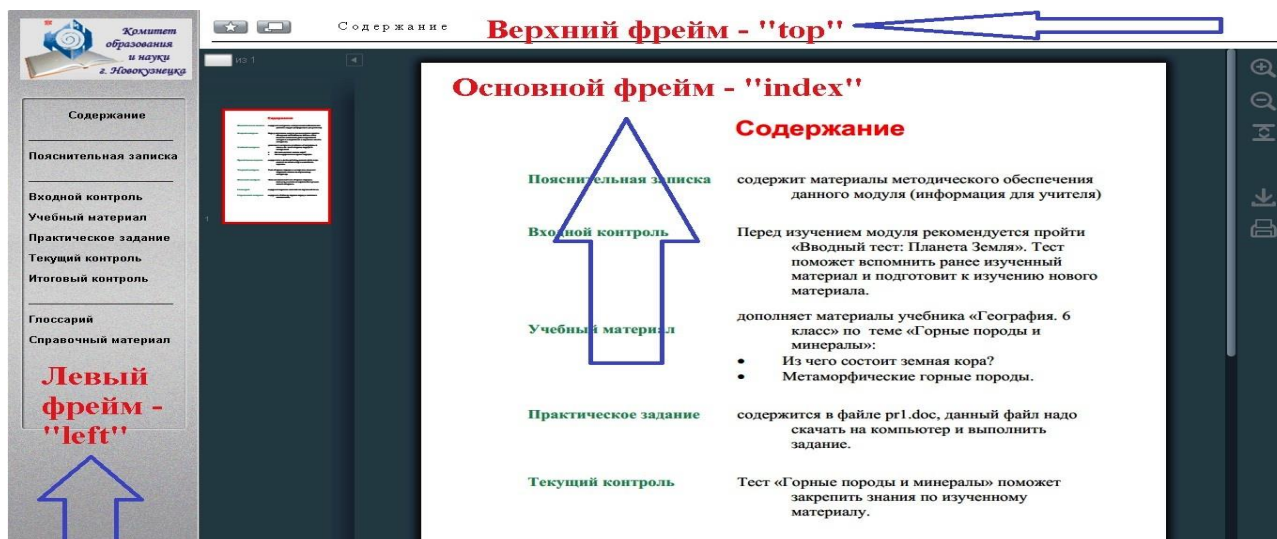 Комитет
образования
и науки
г. Новокузнецка
Содержание
Пояснительная записка
Входной контроль
Учебный материал
Практическое задание
Текущий контроль
Итоговый контроль
Глоссарий
Справочный материал
Левый
фрейм -
"left"
Содержание
Верхний фрейм - "top"
из 1
1
Основной фрейм - "index"
Содержание
Пояснительная записка содержит материалы методического обеспечения
данного модуля (информация для учителя)
Входной контроль Перед изучением модуля рекомендуется пройти
«Вводный тест: Планета Земля». Тест
поможет вспомнить ранее изученный
материал и подготовит к изучению нового
материала.
Учебный материал дополняет материалы учебника «География. 6
класс» по теме «Горные породы и
минералы»:
• Из чего состоит земная кора?
• Метаморфические горные породы.
Практическое задание содержится в файле pr1.doc, данный файл надо
скачать на компьютер и выполнить
задание.
Текущий контроль Тест «Горные породы и минералы» поможет
закрепить знания по изученному
материалу.